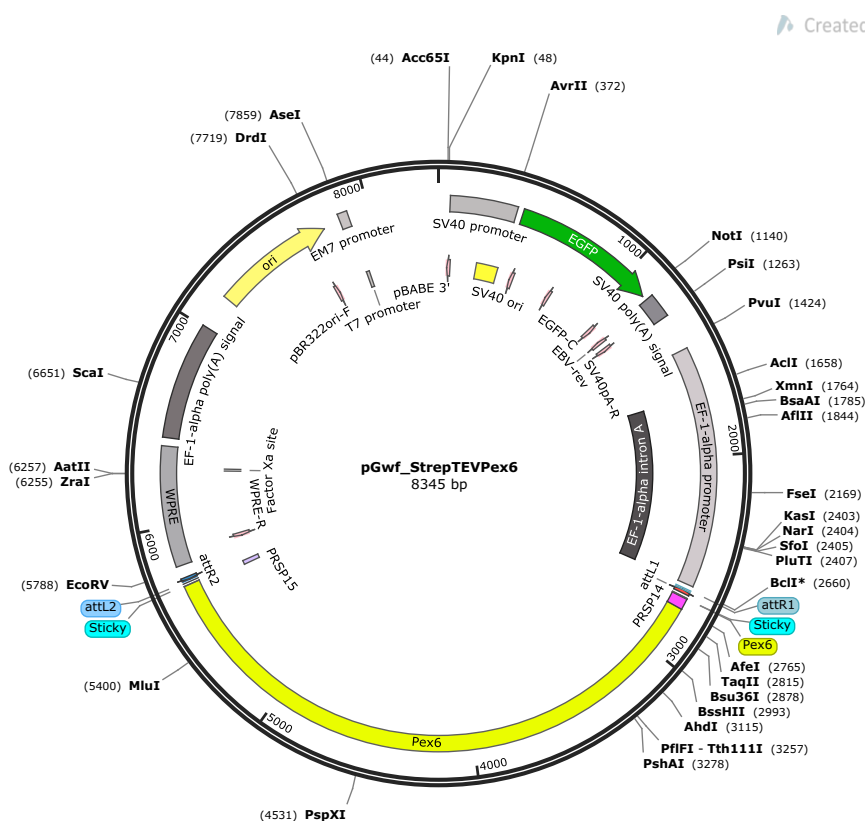 Created
(44) Acc65I
KpnI (48)
AvrII (372)
(7859) AseI
(7719) DrdI
8000
EM7 promoter
SV40 promoter
EGFP
1000
NotI (1140)
PsiI (1263)
PvuI (1424)
ori
pBABE 3'
SV40 ori
SV40 poly(A) signal
pBR322ori-F
T7 promoter
EGFP-C
EBV-rev
SV40pA-R
7000
EF-1-alpha poly(A) signal
(6651) ScaI
AclI (1658)
XmnI (1764)
BsaAI (1785)
AflII (1844)
2000
EF-1-alpha promoter
EF-1-alpha intron A
pGwf_StrepTEVPex6
8345 bp
(6257) AatII
(6255) ZraI
WPRE
Factor Xa site
WPRE-R
PRSP15
FseI (2169)
KasI (2403)
NarI (2404)
SfoI (2405)
PluTI (2407)
BclI* (2660)
6000
attR2
attL1
PRSP14
(5788) EcoRV
attL2
Sticky
attR1
Sticky
Pex6
3000
AfeI (2765)
TaqII (2815)
Bsu36I (2878)
BssHII (2993)
AhdI (3115)
PflFI - Tth111I (3257)
PshAI (3278)
(5400) MluI
5000
Pex6
4000
(4531) PspXI